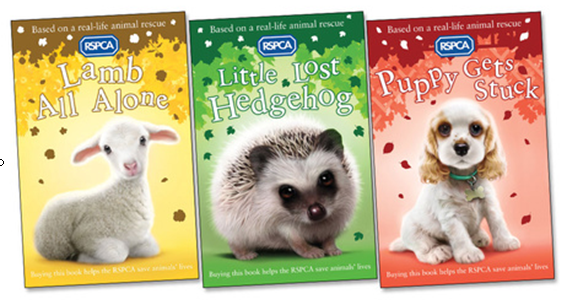 Based on a real-life animal rescue
RSPCA
Lamb
All Alone
Buying this book helps the RSPCA save animals' lives
Based on a real-life animal rescue
RSPCA
Little Lost
Hedgehog
Buying this book helps the RSPCA save animals' lives
Based on a real-life animal rescue
RSPCA
Puppy Gets
Stuck
Buying this book helps the RSPCA save animals' lives